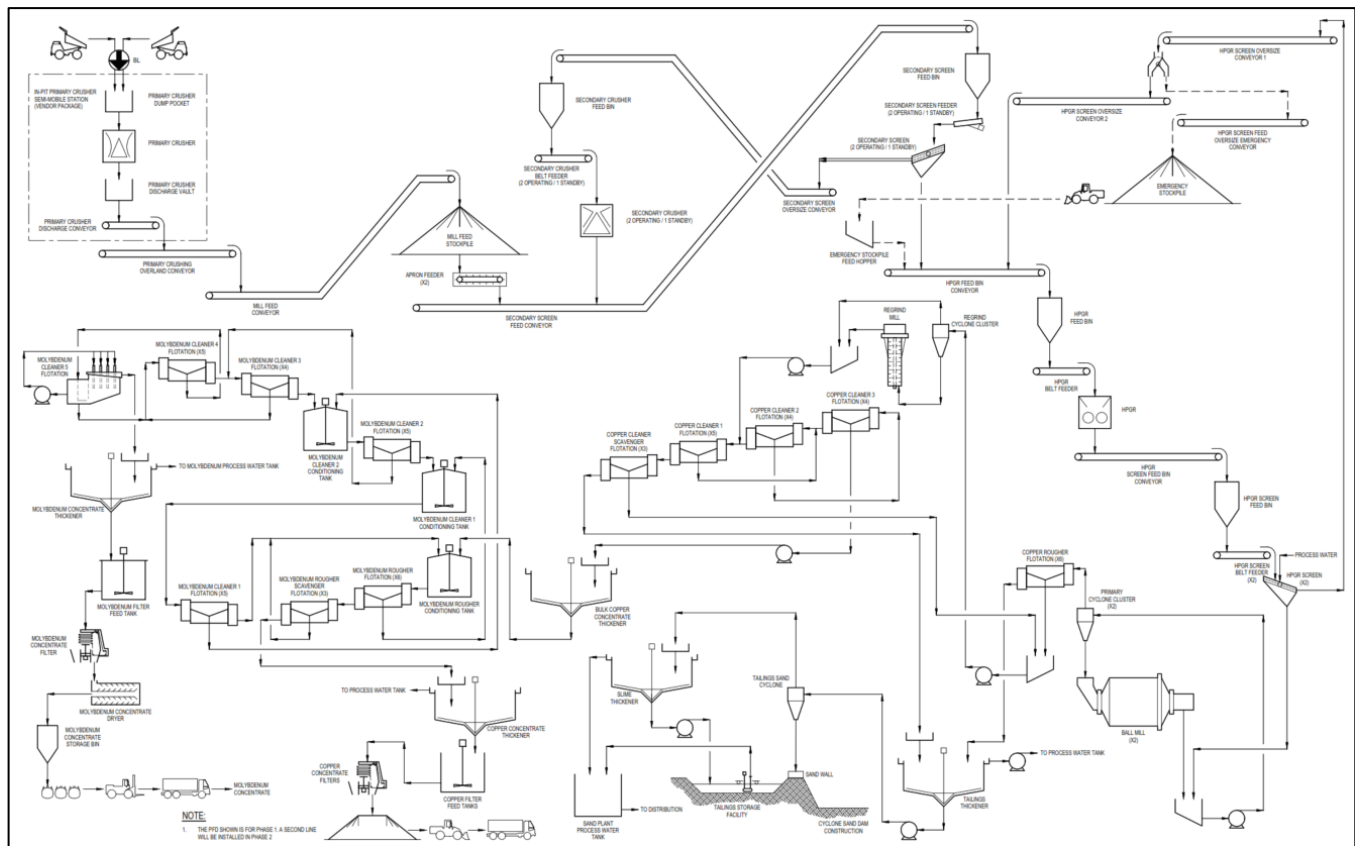 BL
IN-PIT PRIMARY CRUSHER
SEMI-MOBILE STATION
(VENDOR PACKAGE)
PRIMARY CRUSHER
DUMP POCKET
PRIMARY CRUSHER
PRIMARY CRUSHER
DISCHARGE VAULT
PRIMARY CRUSHER
DISCHARGE CONVEYOR
PRIMARY CRUSHING
OVERLAND CONVEYOR
MILL FEED
CONVEYOR
MILL FEED
STOCKPILE
APRON FEEDER
(X2)
SECONDARY CRUSHER
FEED BIN
SECONDARY CRUSHER
BELT FEEDER
(2 OPERATING / 1 STANDBY)
SECONDARY CRUSHER
(2 OPERATING / 1 STANDBY)
SECONDARY SCREEN
FEED CONVEYOR
SECONDARY SCREEN
FEED BIN
SECONDARY SCREEN FEEDER
(2 OPERATING / 1 STANDBY)
SECONDARY SCREEN
(2 OPERATING / 1 STANDBY)
SECONDARY SCREEN
OVERSIZE CONVEYOR
HPGR SCREEN OVERSIZE
CONVEYOR 1
HPGR SCREEN OVERSIZE
CONVEYOR 2
HPGR SCREEN FEED
OVERSIZE EMERGENCY
CONVEYOR
EMERGENCY
STOCKPILE
EMERGENCY STOCKPILE
FEED HOPPER
HPGR FEED BIN
CONVEYOR
HPGR
FEED BIN
HPGR
BELT FEEDER
HPGR
HPGR
SCREEN FEED BIN
CONVEYOR
HPGR SCREEN
FEED BIN
HPGR SCREEN
BELT FEEDER
(X2)
PROCESS WATER
HPGR SCREEN
(X2)
MOLYBDENUM
CLEANER 5
FLOTATION
MOLYBDENUM CLEANER 4
FLOTATION (X5)
MOLYBDENUM CLEANER 3
FLOTATION (X4)
MOLYBDENUM
CLEANER 2
CONDITIONING
TANK
MOLYBDENUM CLEANER 2
FLOTATION (X5)
MOLYBDENUM CLEANER 1
CONDITIONING TANK
TO MOLYBDENUM PROCESS WATER TANK
MOLYBDENUM CONCENTRATE
THICKENER
MOLYBDENUM FILTER
FEED TANK
MOLYBDENUM
CONCENTRATE
FILTER
MOLYBDENUM CONCENTRATE
DRYER
MOLYBDENUM
CONCENTRATE
STORAGE BIN
MOLYBDENUM
CONCENTRATE
MOLYBDENUM CLEANER 1
FLOTATION (X5)
MOLYBDENUM ROUGHER
SCAVENGER
FLOTATION (X3)
MOLYBDENUM ROUGHER
FLOTATION (X6)
MOLYBDENUM ROUGHER
CONDITIONING TANK
REGRIND
MILL
REGRIND
CYCLONE CLUSTER
COPPER CLEANER 3
FLOTATION (X4)
COPPER CLEANER 2
FLOTATION (X4)
COPPER CLEANER 1
FLOTATION (X5)
COPPER CLEANER
SCAVENGER
FLOTATION (X3)
BULK COPPER
CONCENTRATE
THICKENER
COPPER ROUGHER
FLOTATION (X6)
PRIMARY
CYCLONE CLUSTER
(X2)
BALL MILL
(X2)
TO PROCESS WATER TANK
COPPER CONCENTRATE
THICKENER
COPPER
CONCENTRATE
FILTERS
COPPER FILTER
FEED TANKS
SLIME
THICKENER
TAILINGS SAND
CYCLONE
SAND WALL
TAILINGS STORAGE
FACILITY
CYCLONE SAND DAM
CONSTRUCTION
SAND PLANT
PROCESS WATER
TANK
TO DISTRIBUTION
TAILINGS
THICKENER
TO PROCESS WATER TANK
NOTE:
1. THE PFD SHOWN IS FOR PHASE 1. A SECOND LINE
WILL BE INSTALLED IN PHASE 2